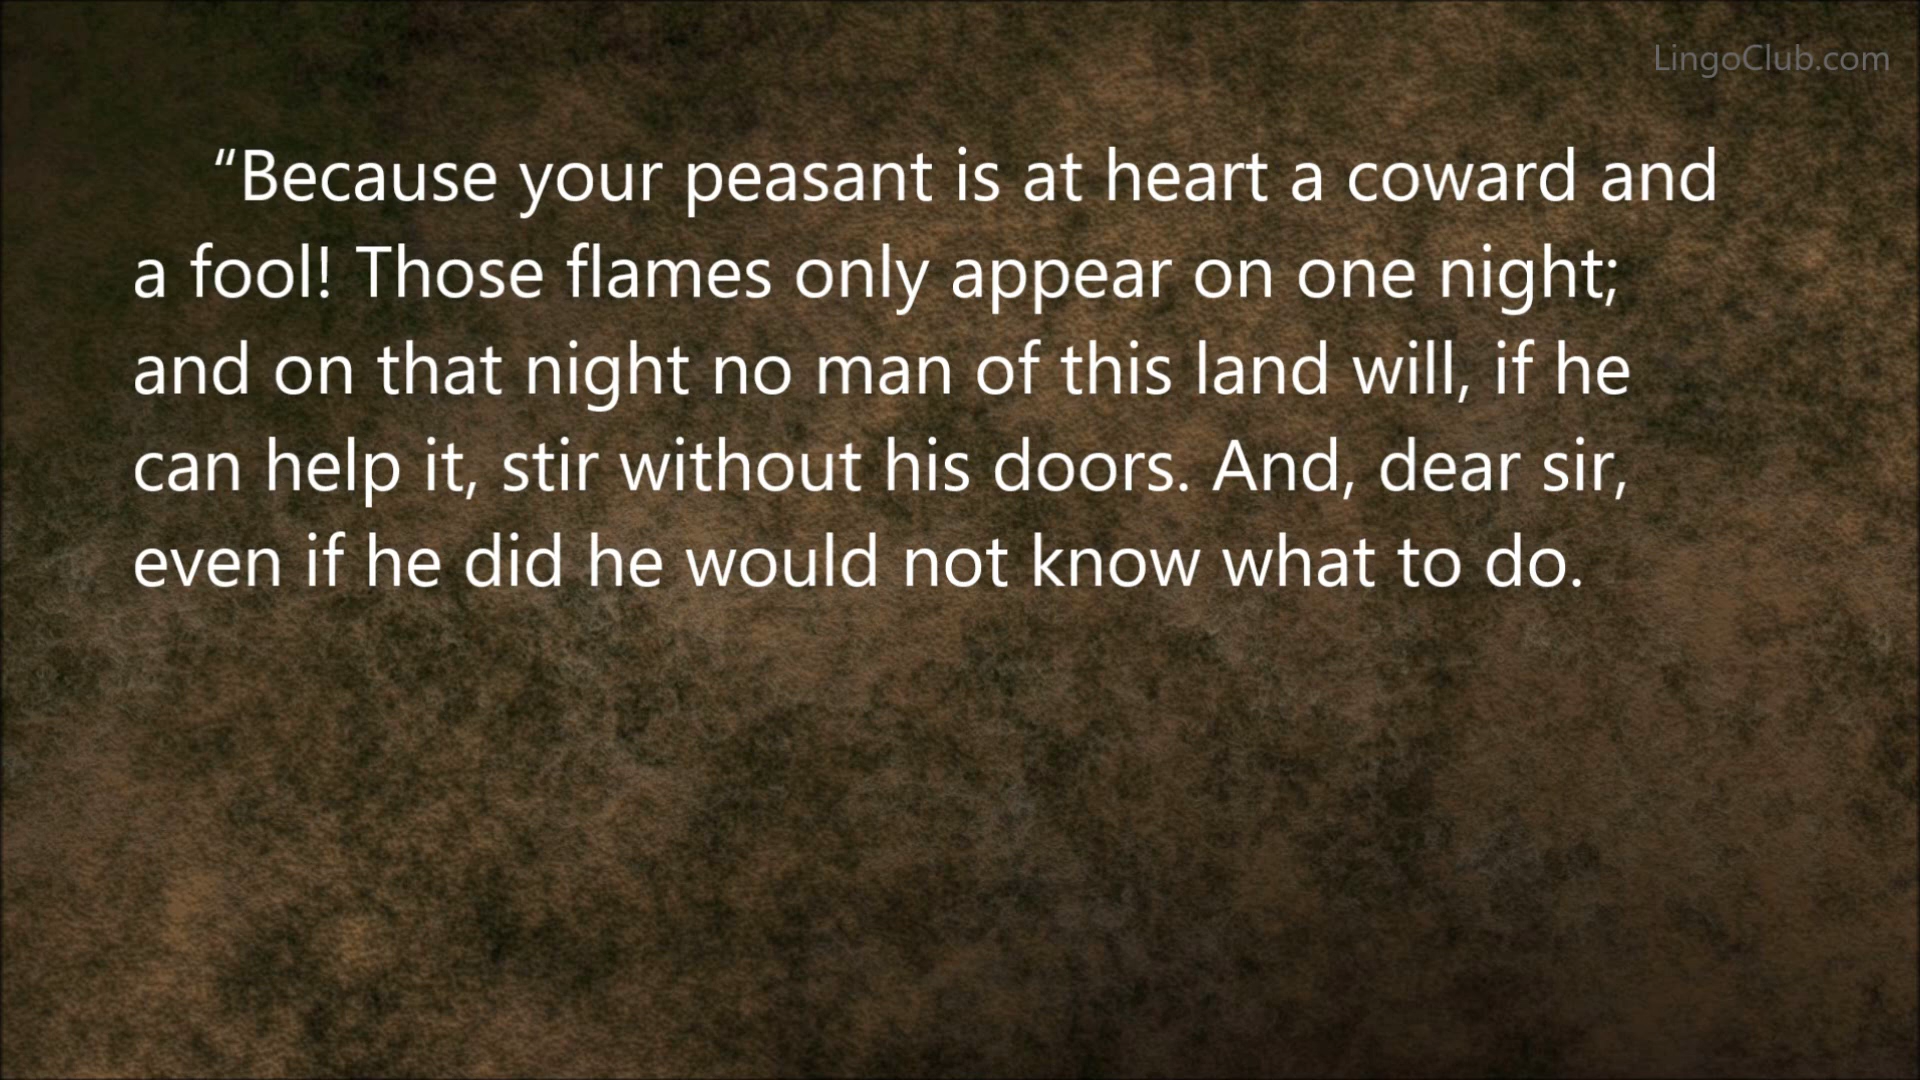 LingoClub.com
“Because your peasant is at heart a coward and
a fool! Those flames only appear on one night;
and on that night no man of this land will, if he
can help it, stir without his doors. And, dear sir,
even if he did he would not know what to do.